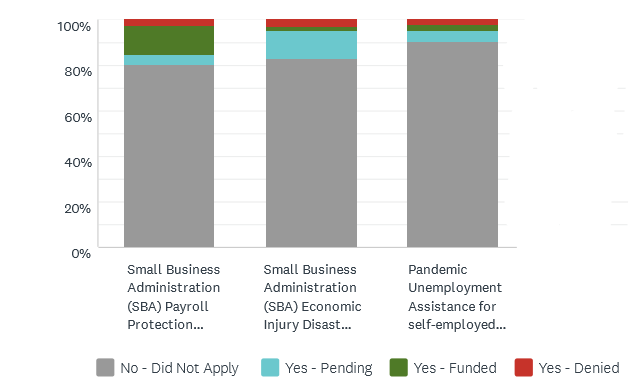 100%
80%
60%
40%
20%
0%
Small Business
Administration
(SBA) Payroll
Protection...
Small Business
Administration
(SBA) Economic
Injury Disast...
Pandemic
Unemployment
Assistance for
self-employed...
No - Did Not Apply
Yes - Pending
Yes - Funded
Yes - Denied